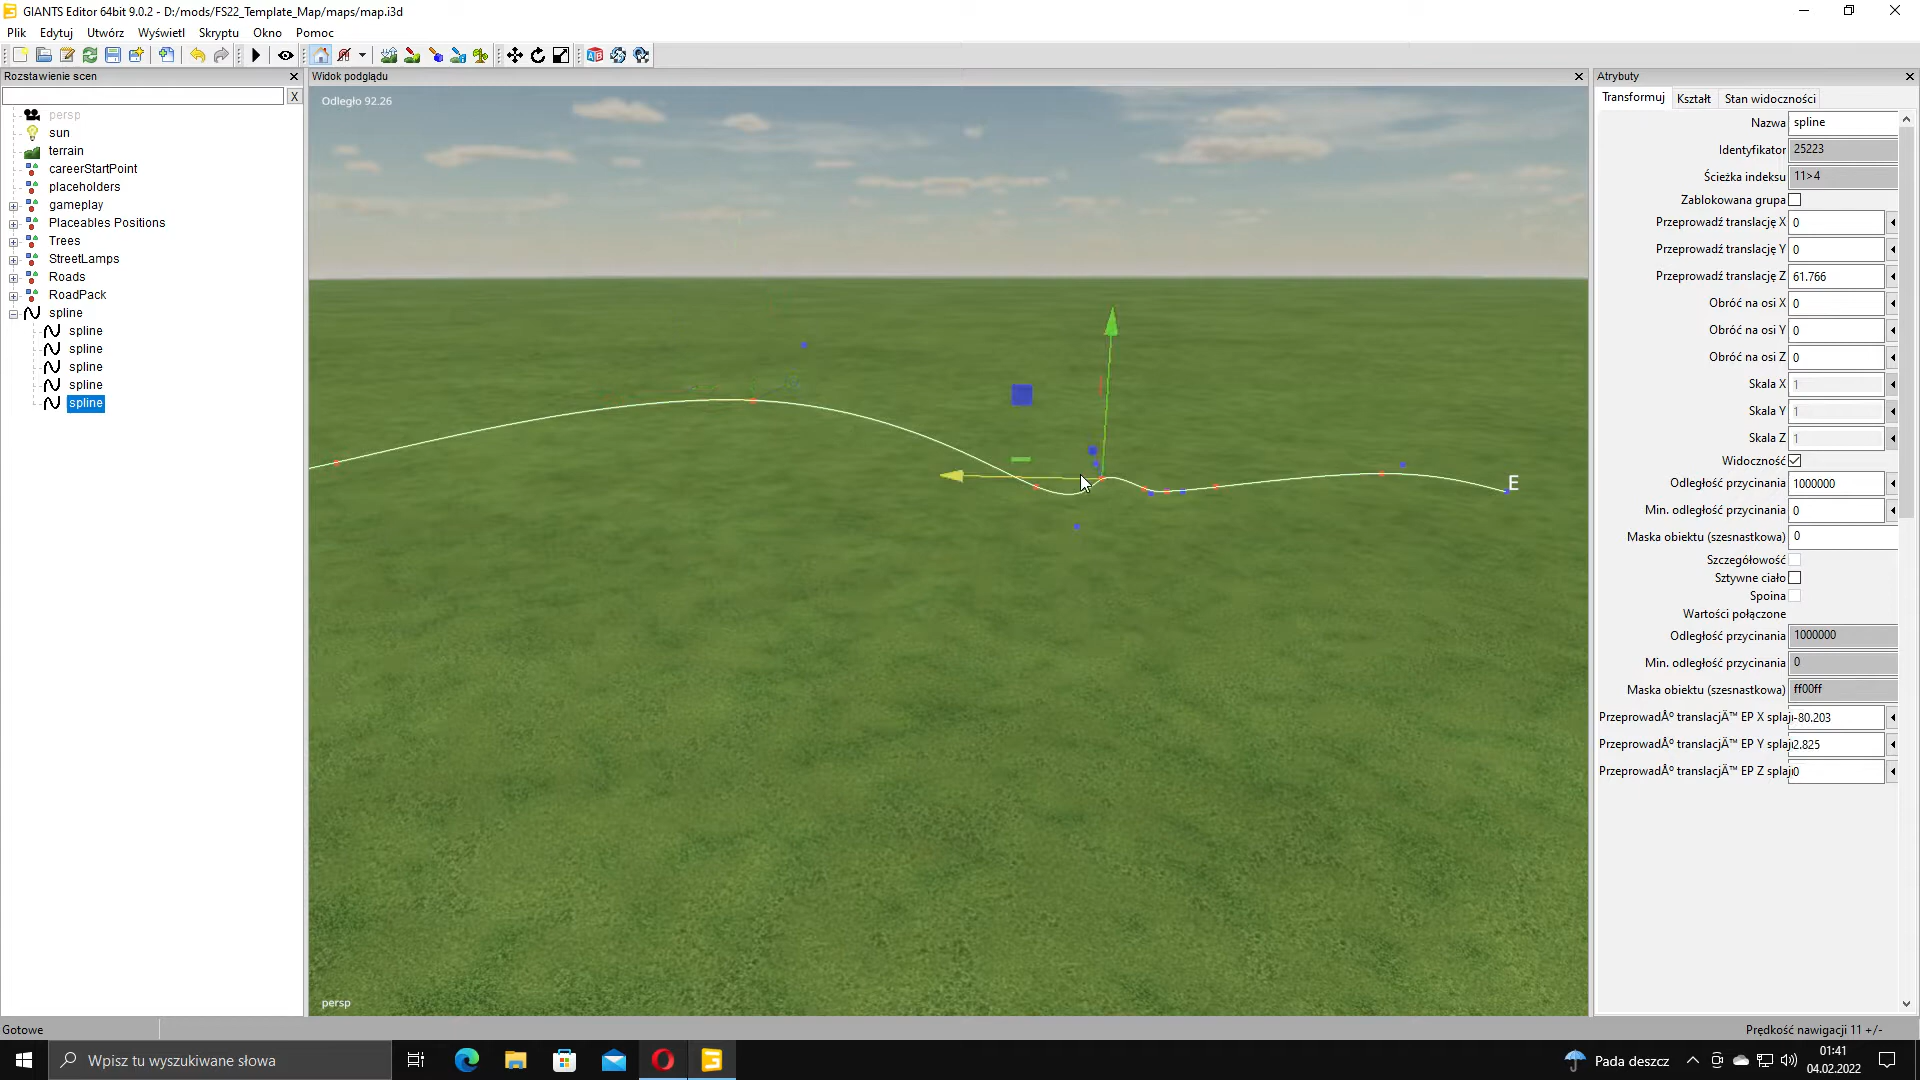 GIANTS Editor 64bit 9.0.2 - D:/mods/FS22_Template_Map/maps/map.i3d
Plik Edytuj Utwórz Wyświetl Skryptu Okno Pomoc
Rozstawienie scen
X
persp
sun
terrain
careerStartPoint
placeholders
gameplay
Placeables Positions
Trees
StreetLamps
Roads
RoadPack
spline
spline
spline
spline
spline
spline
Widok podglądu
Odległo 92.26
E
persp
Atrybuty
Transformuj Kształt Stan widoczności
Nazwa spline
Identyfikator 25223
Ścieżka indeksu 11>4
Zablokowana grupa
Przeprowadź translację X 0
Przeprowadź translację Y 0
Przeprowadź translację Z 61.766
Obróć na osi X 0
Obróć na osi Y 0
Obróć na osi Z 0
Skala X 1
Skala Y 1
Skala Z 1
Widoczność
Odległość przycinania 1000000
Min. odległość przycinania 0
Maska obiektu (szesnastkowa) 0
Szczegółowość
Sztywne ciało
Spoina
Wartości połączone
Odległość przycinania 1000000
Min. odległość przycinania 0
Maska obiektu (szesnastkowa) ff00ff
PrzeprowadÅº translacjÄ™ EP X splaj -80.203
PrzeprowadÅº translacjÄ™ EP Y splaj 2.825
PrzeprowadÅº translacjÄ™ EP Z splaj 0
Gotowe
Prędkość nawigacji 11 +/-
Wpisz tu wyszukiwane słowa
Pada deszcz
01:41
04.02.2022